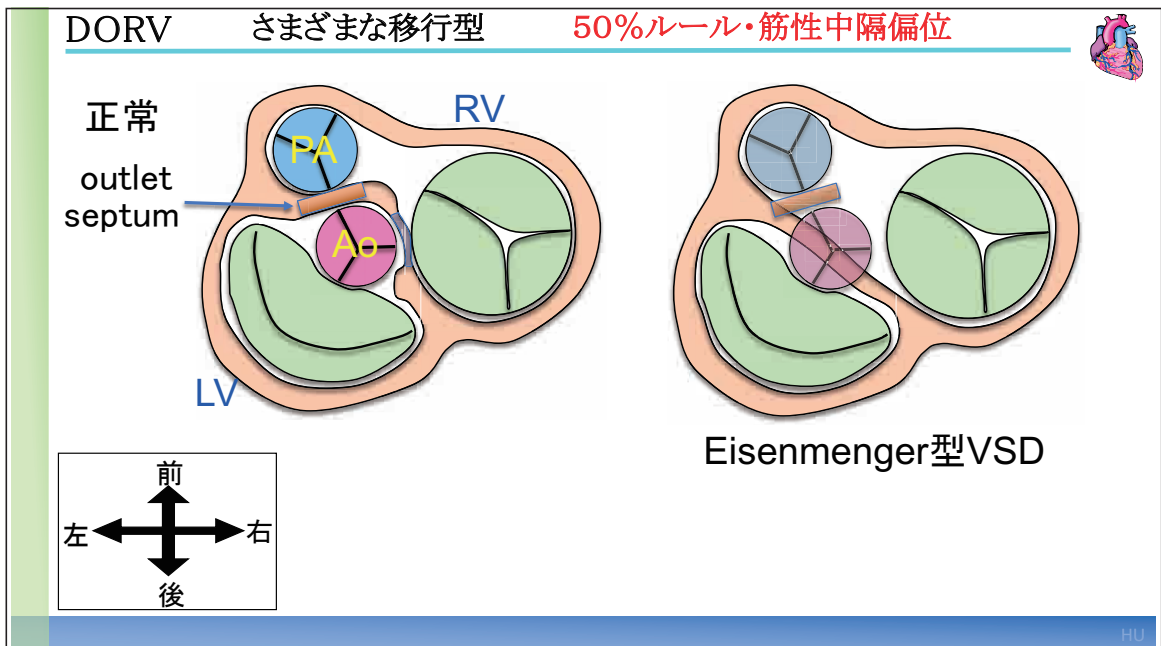 DORV さまざまな移行型 50%ルール・筋性中隔偏位
正常
outlet
septum
PA
RV
Ao
LV
Eisenmenger型VSD
前
左 右
後
HU